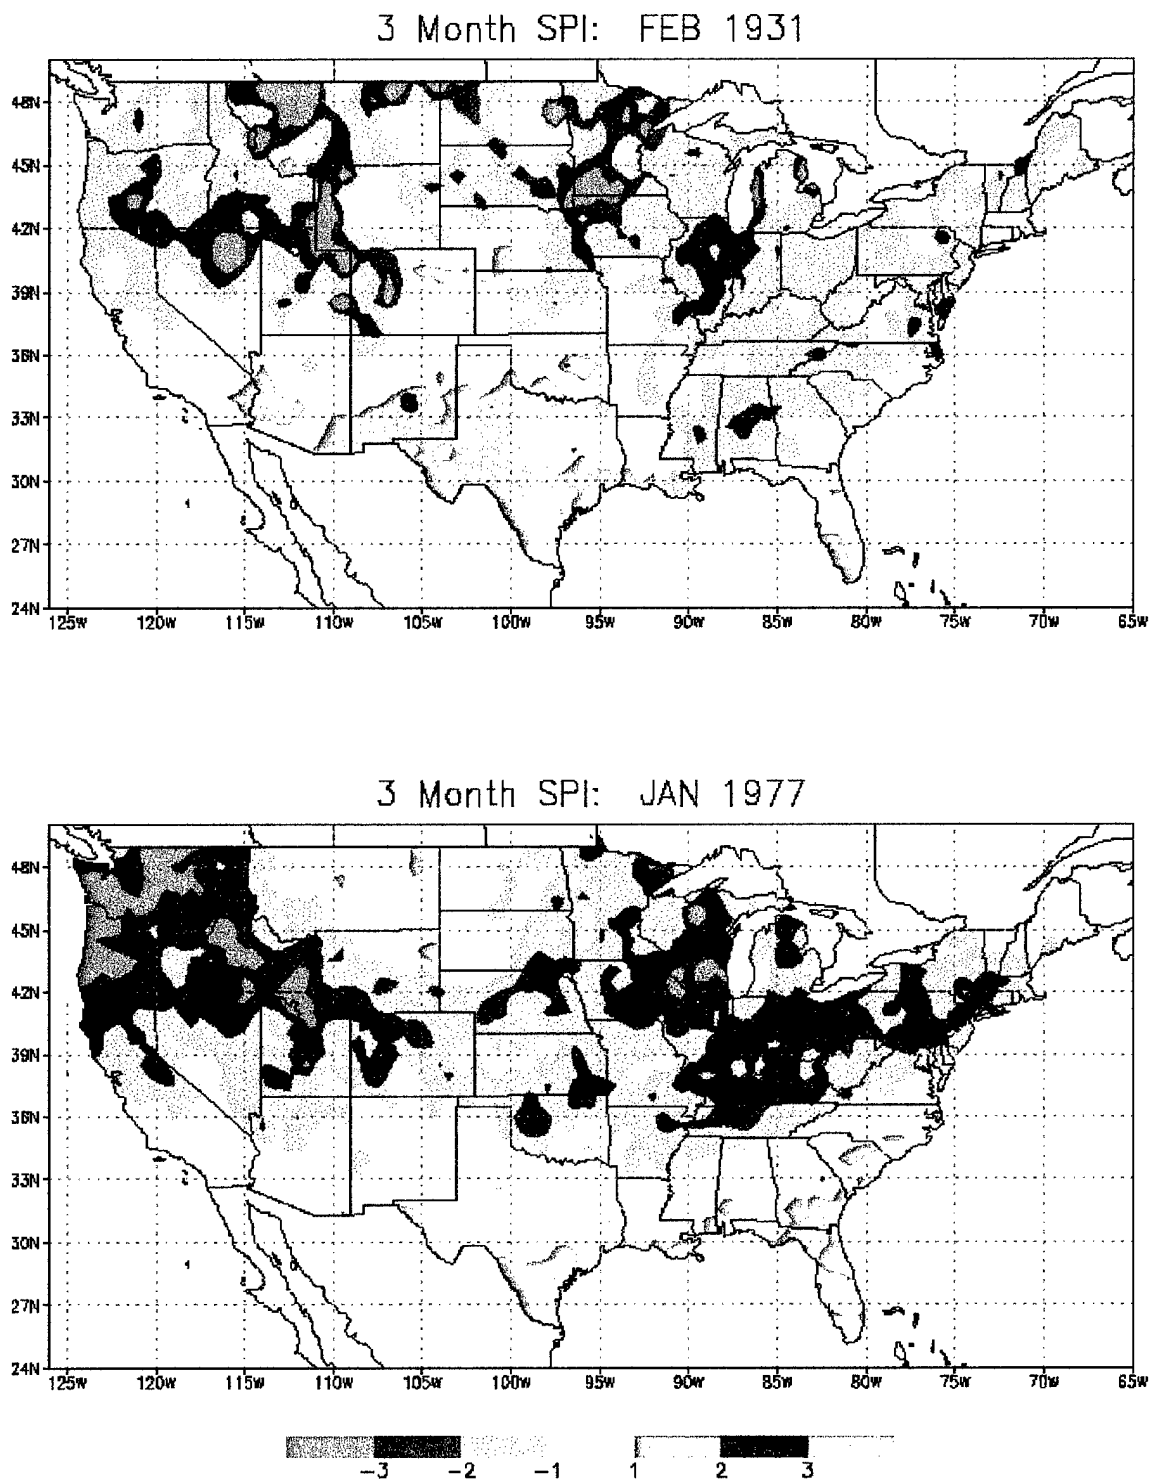 3 Month SPI: FEB 1931
48N
45N
42N
39N
36N
33N
30N
27N
24N
125W 120W 115W 110W 105W 100W 95W 90W 85W 80W 75W 70W 65W
3 Month SPI: JAN 1977
48N
45N
42N
39N
36N
33N
30N
27N
24N
125W 120W 115W 110W 105W 100W 95W 90W 85W 80W 75W 70W 65W
-3 -2 -1 1 2 3